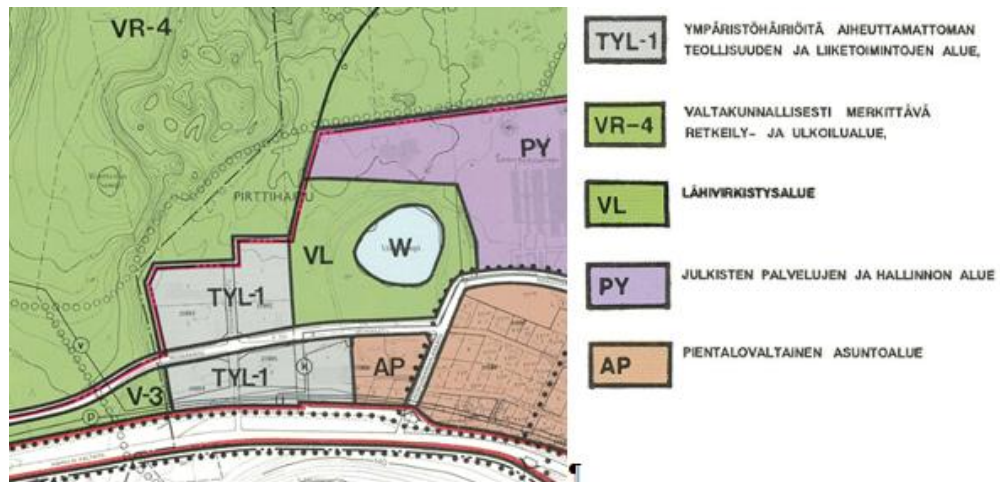 VR-4
PY
PIRTTIHARJU
VL
W
TYL-1
TYL-1
AP
V-3
V
H
P
TYL-1
YMPÄRISTÖHÄIRIÖITÄ AIHEUTTAMATTOMAN
TEOLLISUUDEN JA LIIKETOIMINTOJEN ALUE,
VR-4
VALTAKUNNALLISESTI MERKITTÄVÄ
RETKEILY- JA ULKOILUALUE,
VL
LÄHIVIRKISTYSALUE
PY
JULKISTEN PALVELUJEN JA HALLINNON ALUE
AP
PIENTALOVALTAINEN ASUNTOALUE
¶